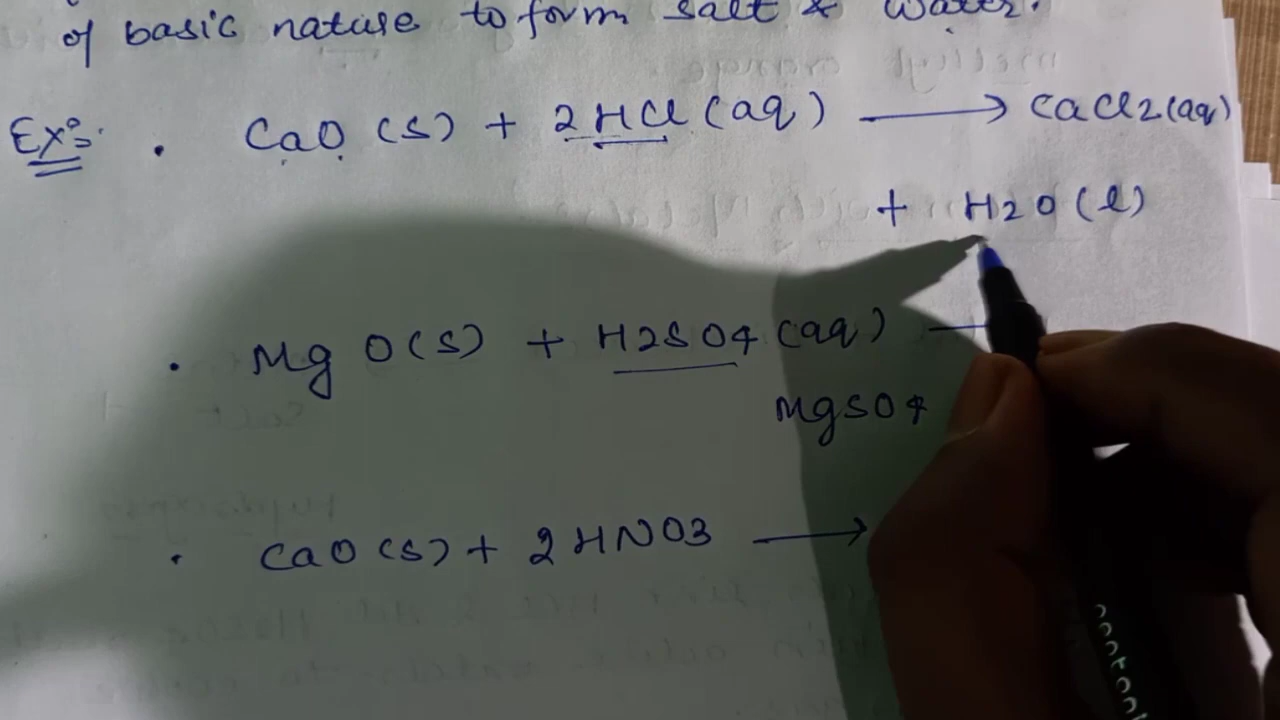 of basic nature to form salt & water.
Ex: . CaO (s) + 2HCl (aq) ⟶ CaCl2 (aq)
+ H2O (l)
. MgO (s) + H2SO4 (aq) —
MgSO4
. CaO (s) + 2HNO3 ⟶